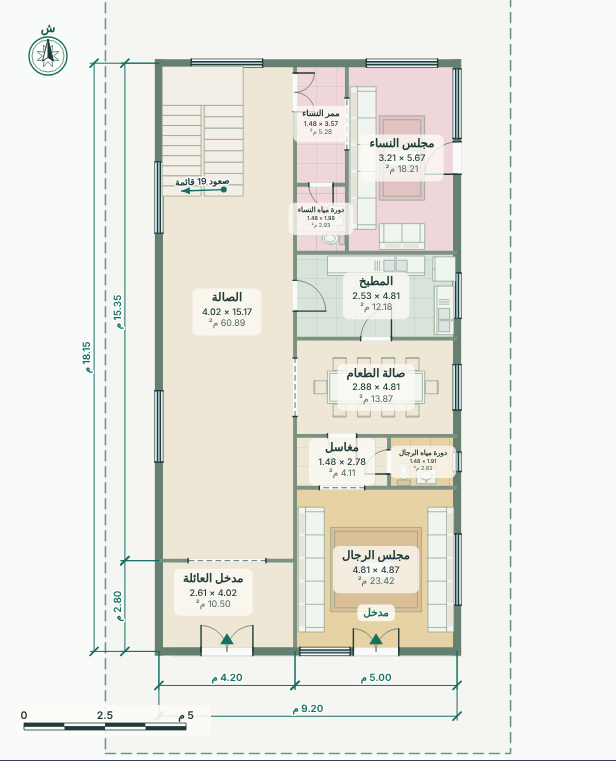 ش
ممر النساء
1.48 × 3.57
5.28 م²
مجلس النساء
3.21 × 5.67
18.21 م²
صعود 19 قائمة
دورة مياه النساء
1.48 × 1.98
2.93 م²
المطبخ
2.53 × 4.81
12.18 م²
الصالة
4.02 × 15.17
60.89 م²
15.35 م
18.15 م
صالة الطعام
2.88 × 4.81
13.87 م²
مغاسل
1.48 × 2.78
4.11 م²
دورة مياه الرجال
1.48 × 1.91
2.83 م²
مجلس الرجال
4.81 × 4.87
23.42 م²
مدخل العائلة
2.61 × 4.02
10.50 م²
مدخل
2.80 م
4.20 م
5.00 م
9.20 م
0 2.5 5 م